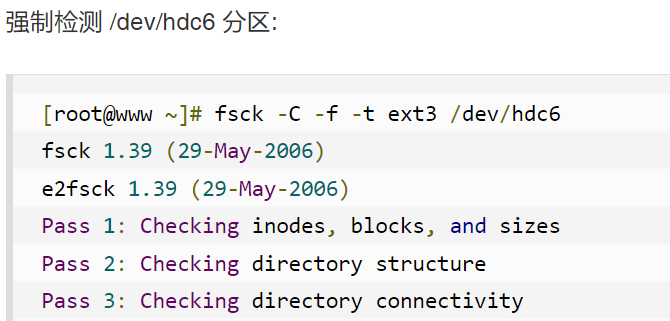 强制检测 /dev/hdc6 分区:
[root@www ~]# fsck -C -f -t ext3 /dev/hdc6
fsck 1.39 (29-May-2006)
e2fsck 1.39 (29-May-2006)
Pass 1: Checking inodes, blocks, and sizes
Pass 2: Checking directory structure
Pass 3: Checking directory connectivity